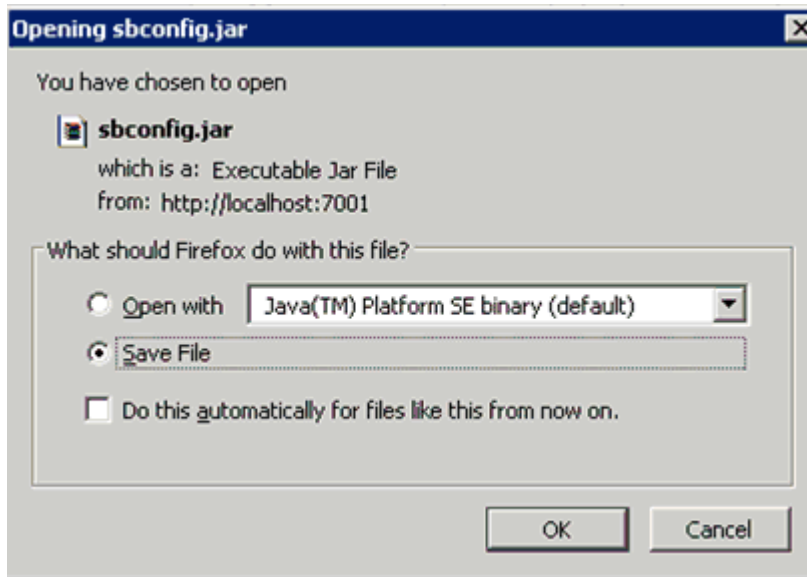 Opening sbconfig.jar
You have chosen to open
sbconfig.jar
which is a: Executable Jar File
from: http://localhost:7001
What should Firefox do with this file?
Open with Java(TM) Platform SE binary (default)
Save File
Do this automatically for files like this from now on.
OK Cancel